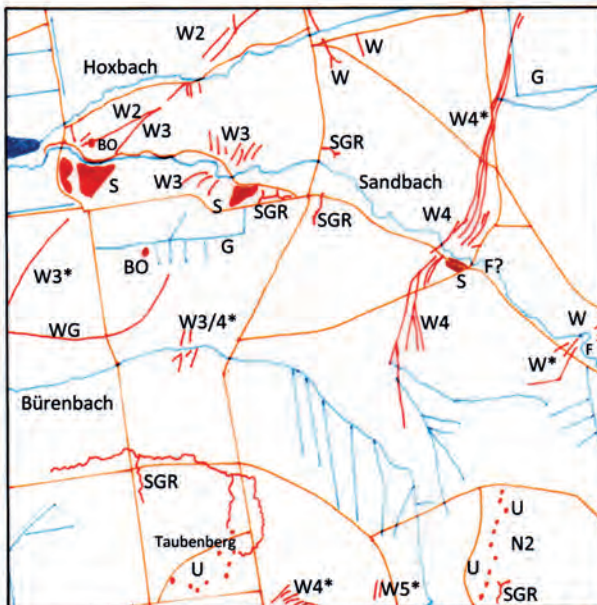 W2
Hoxbach
W
W
G
W2
BO
W3
W3
W4*
SGR
S
W3
S
SGR
SGR
Sandbach
W4
G
BO
S
F?
W3*
WG
W3/4*
W4
W
F
W*
Bürenbach
SGR
Taubenberg
U
U
U
N2
W4*
W5*
SGR